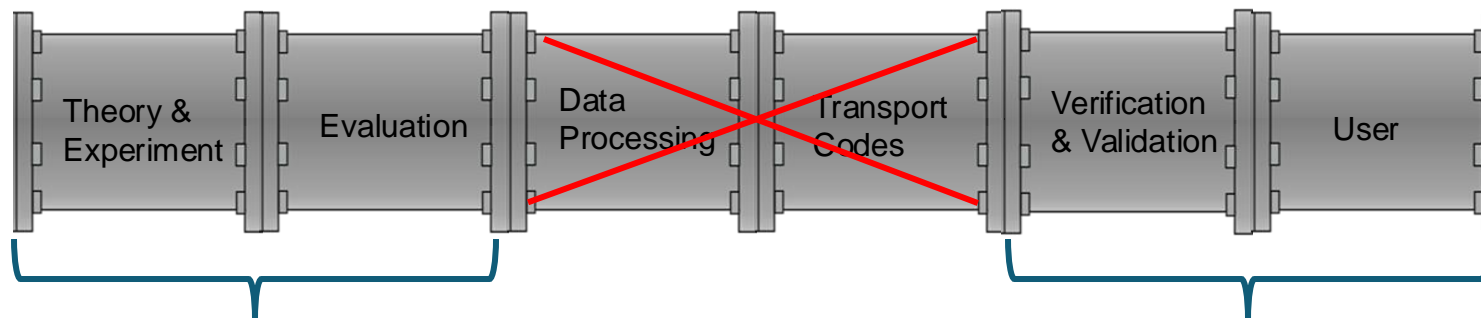 Theory &
Experiment
Evaluation
Data
Processing
Transport
Codes
Verification
& Validation
User